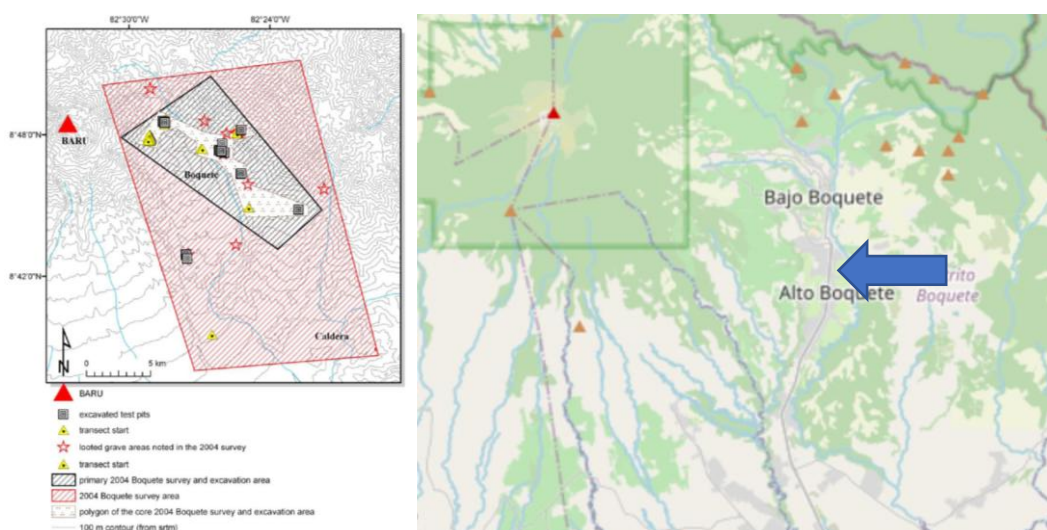 82°30'0"W
82°24'0"W
8°48'0"N
BARU
Boquete
8°42'0"N
Caldera
N
0
5 km
BARU
excavated test pits
transect start
looted grave areas noted in the 2004 survey
transect start
primary 2004 Boquete survey and excavation area
2004 Boquete survey area
polygon of the core 2004 Boquete survey and excavation area
100 m contour (from srtm)
Bajo Boquete
Alto Boquete
Boquete